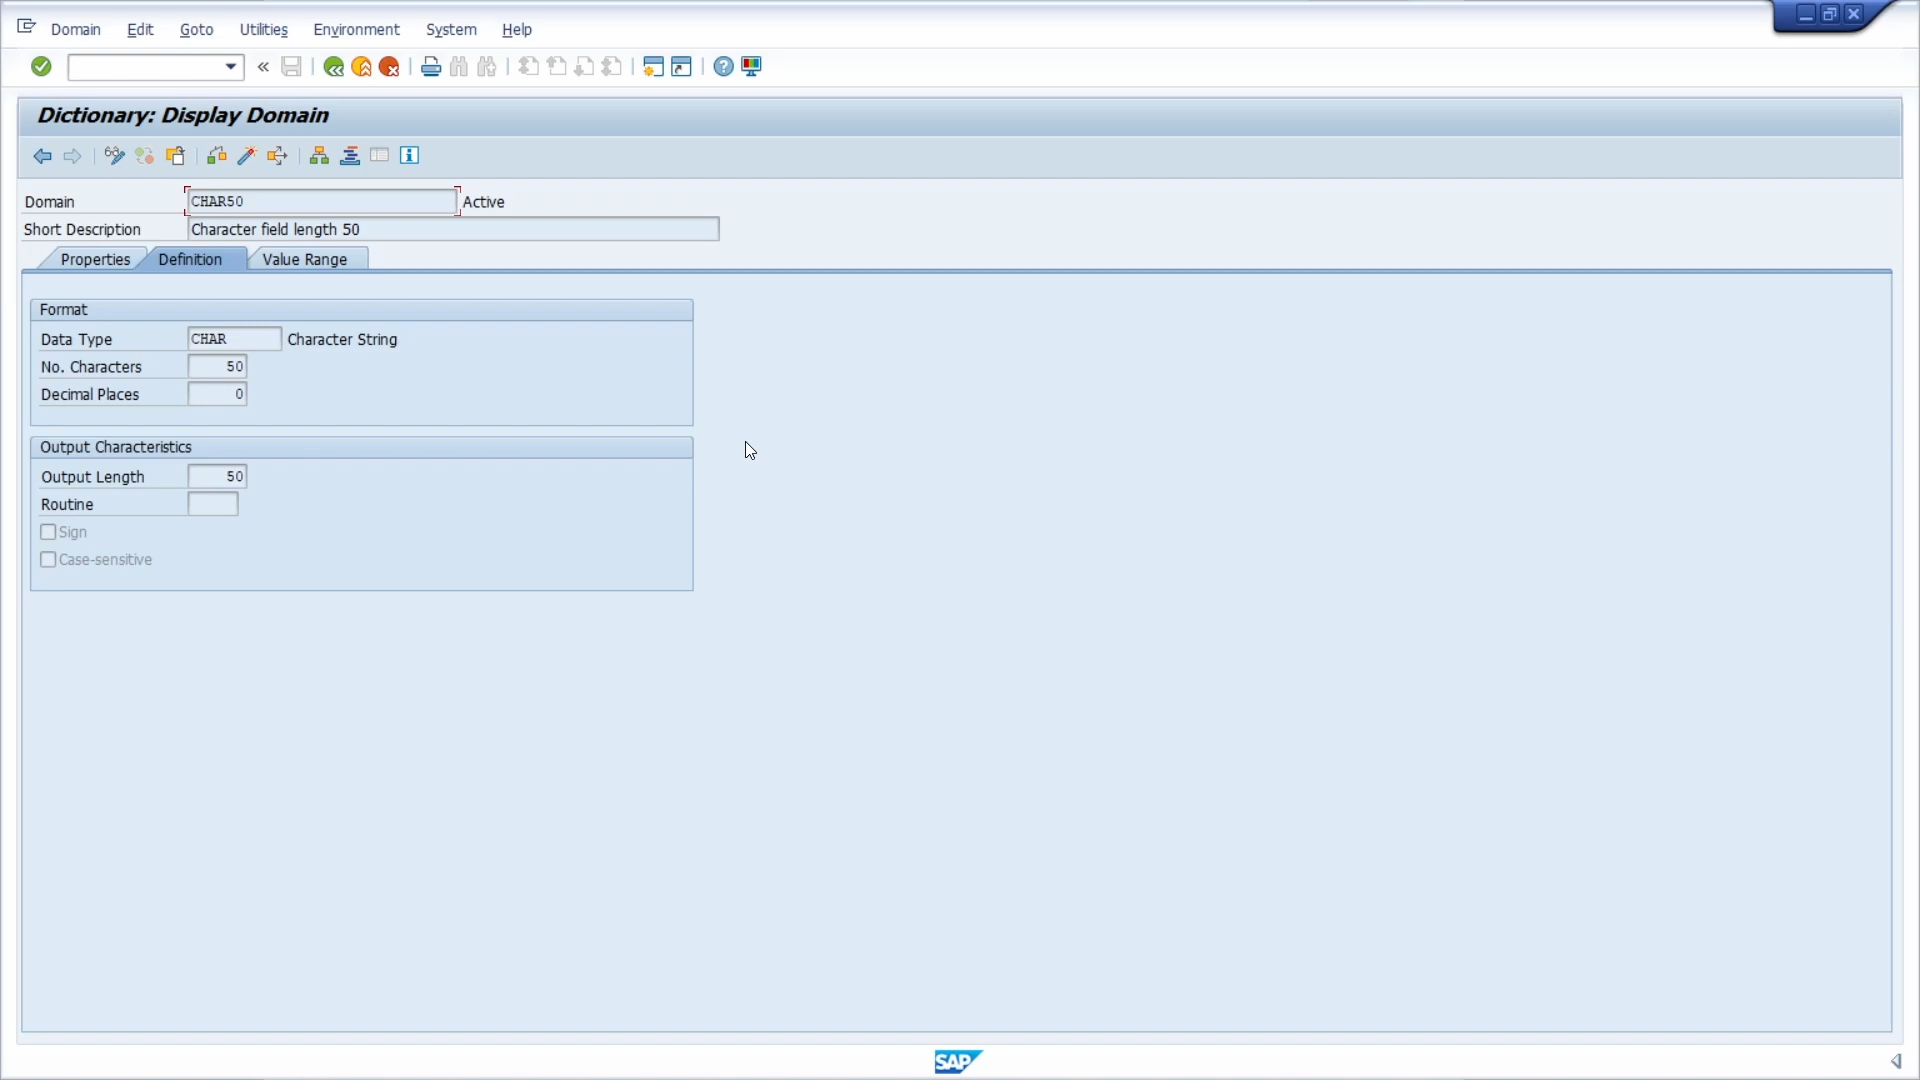 Domain Edit Goto Utilities Environment System Help
Dictionary: Display Domain
Domain CHAR50 Active
Short Description Character field length 50
Properties Definition Value Range
Format
Data Type CHAR Character String
No. Characters 50
Decimal Places 0
Output Characteristics
Output Length 50
Routine
Sign
Case-sensitive
SAP